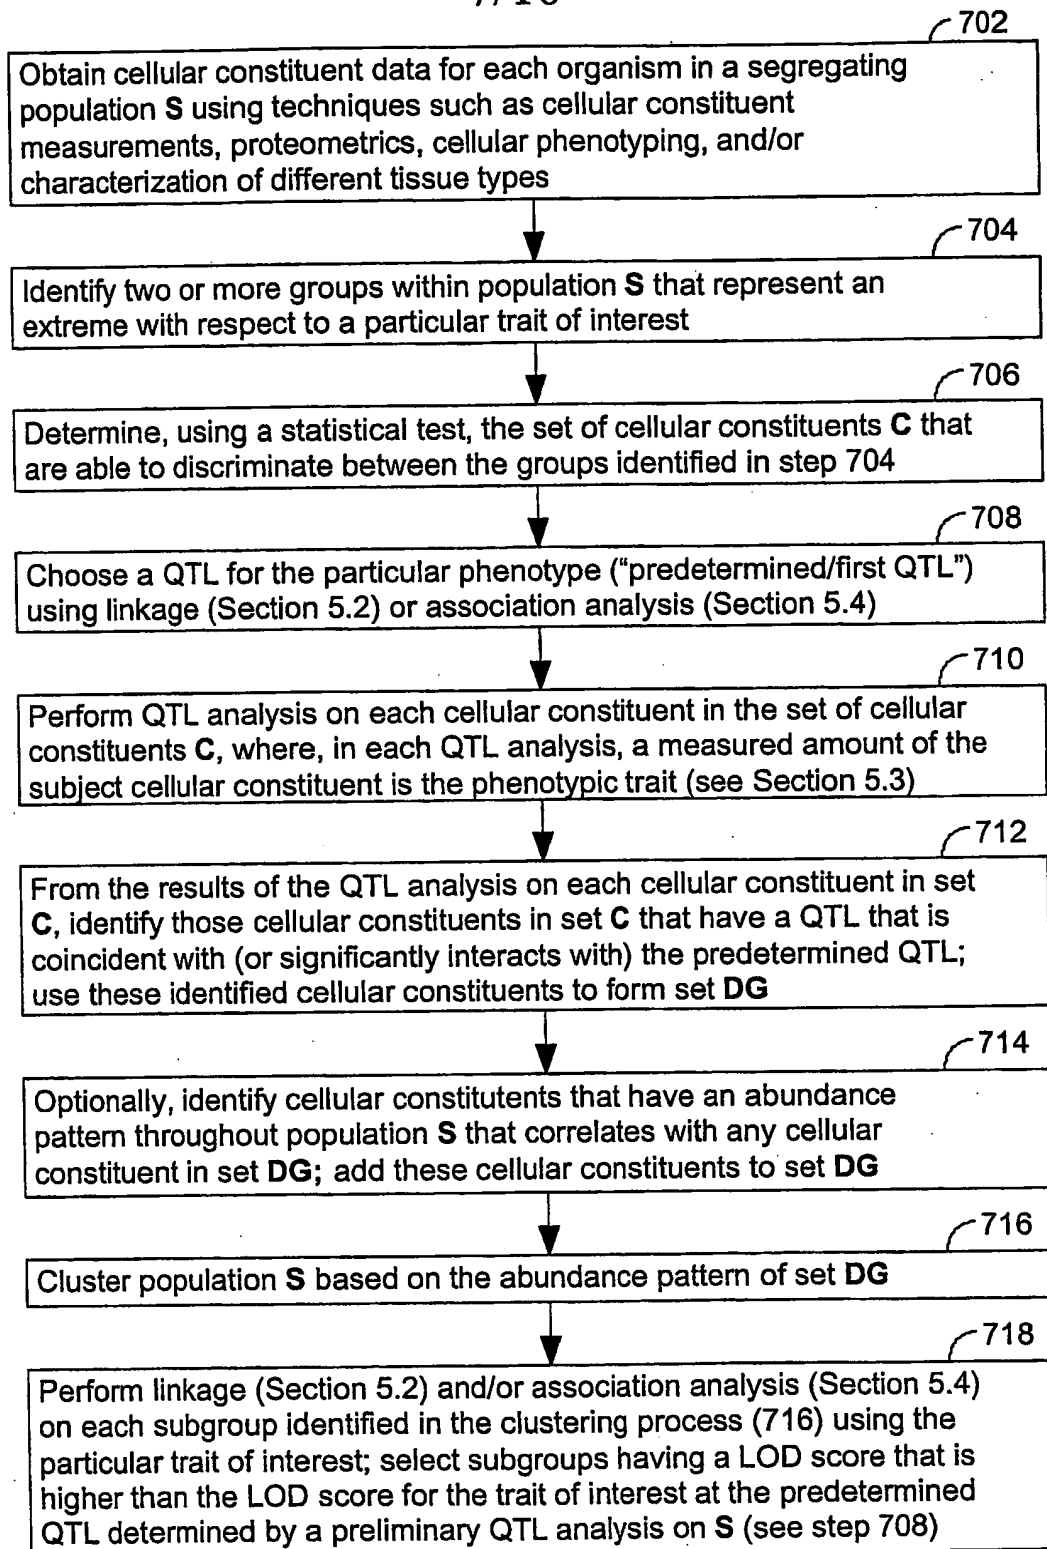 702
Obtain cellular constituent data for each organism in a segregating
population S using techniques such as cellular constituent
measurements, proteometrics, cellular phenotyping, and/or
characterization of different tissue types
704
Identify two or more groups within population S that represent an
extreme with respect to a particular trait of interest
706
Determine, using a statistical test, the set of cellular constituents C that
are able to discriminate between the groups identified in step 704
708
Choose a QTL for the particular phenotype (“predetermined/first QTL”)
using linkage (Section 5.2) or association analysis (Section 5.4)
710
Perform QTL analysis on each cellular constituent in the set of cellular
constituents C, where, in each QTL analysis, a measured amount of the
subject cellular constituent is the phenotypic trait (see Section 5.3)
712
From the results of the QTL analysis on each cellular constituent in set
C, identify those cellular constituents in set C that have a QTL that is
coincident with (or significantly interacts with) the predetermined QTL;
use these identified cellular constituents to form set DG
714
Optionally, identify cellular constitutents that have an abundance
pattern throughout population S that correlates with any cellular
constituent in set DG; add these cellular constituents to set DG
716
Cluster population S based on the abundance pattern of set DG
718
Perform linkage (Section 5.2) and/or association analysis (Section 5.4)
on each subgroup identified in the clustering process (716) using the
particular trait of interest; select subgroups having a LOD score that is
higher than the LOD score for the trait of interest at the predetermined
QTL determined by a preliminary QTL analysis on S (see step 708)